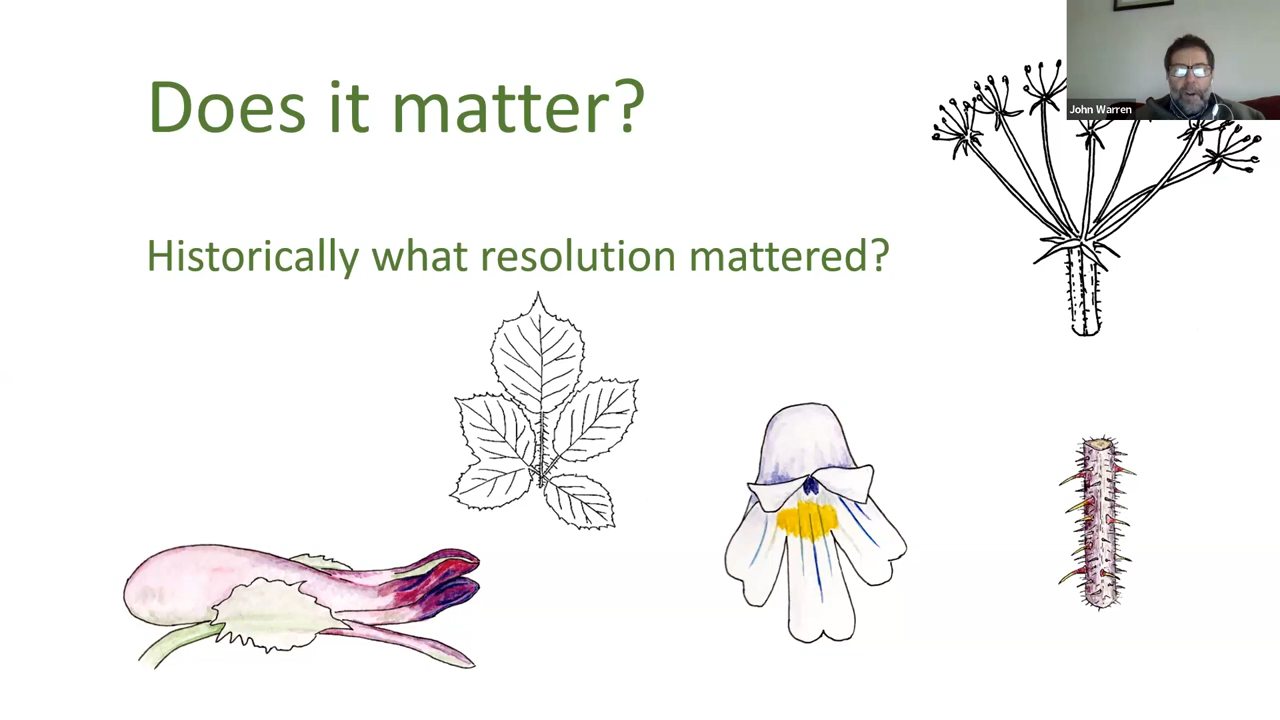 Does it matter?
John Warren
Historically what resolution mattered?